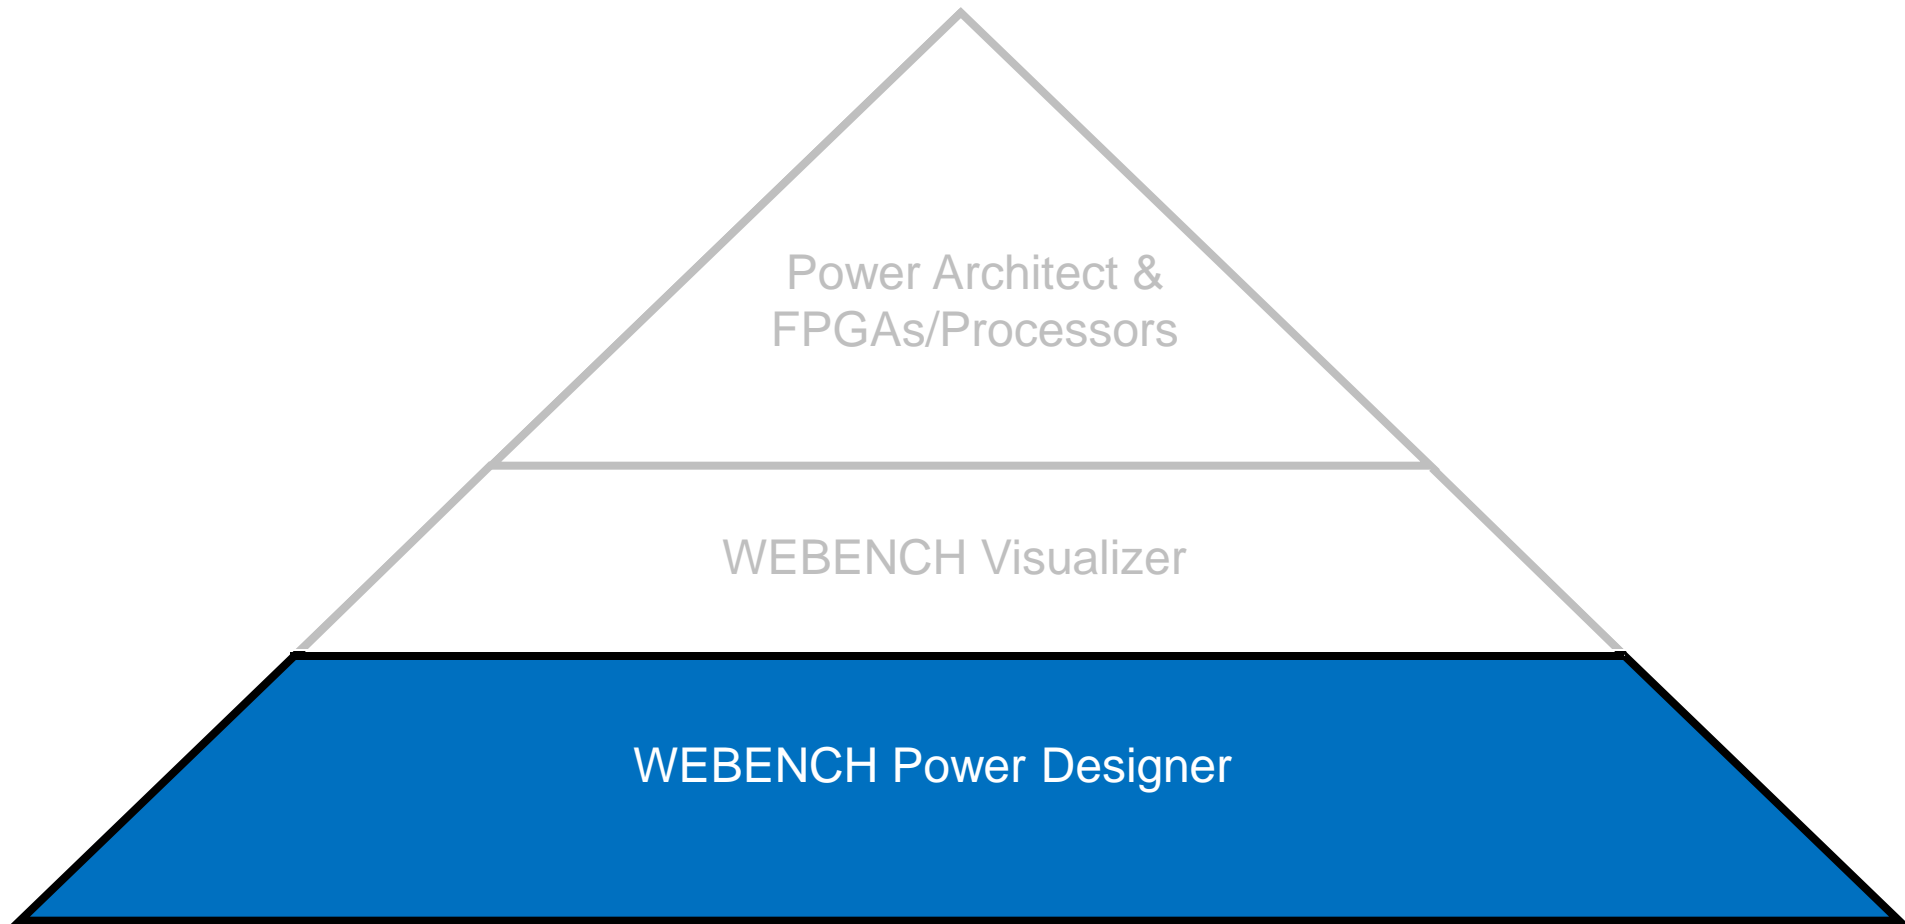 Power Architect &
FPGAs/Processors
WEBENCH Visualizer
WEBENCH Power Designer